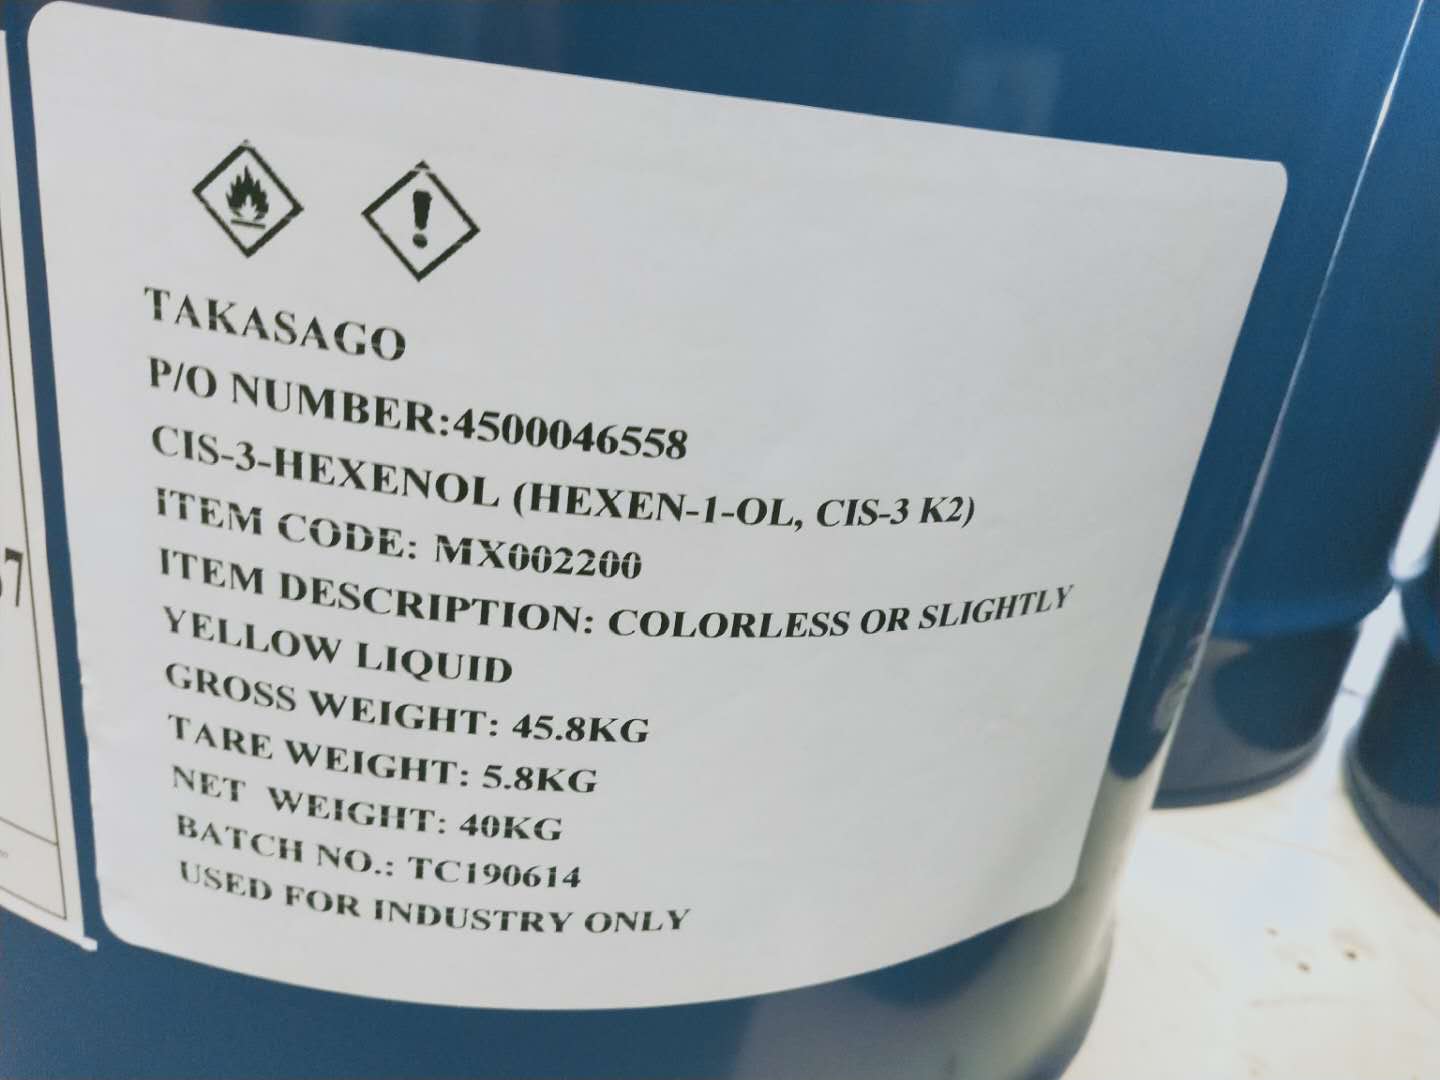 TAKASAGO
P/O NUMBER:4500046558
CIS-3-HEXENOL (HEXEN-1-OL, CIS-3 K2)
ITEM CODE: MX002200
ITEM DESCRIPTION: COLORLESS OR SLIGHTLY
YELLOW LIQUID
GROSS WEIGHT: 45.8KG
TARE WEIGHT: 5.8KG
NET WEIGHT: 40KG
BATCH NO.: TC190614
USED FOR INDUSTRY ONLY